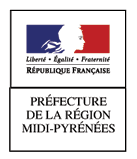 Liberté • Égalité • Fraternité
RÉPUBLIQUE FRANÇAISE
PRÉFECTURE
DE LA RÉGION
MIDI-PYRÉNÉES